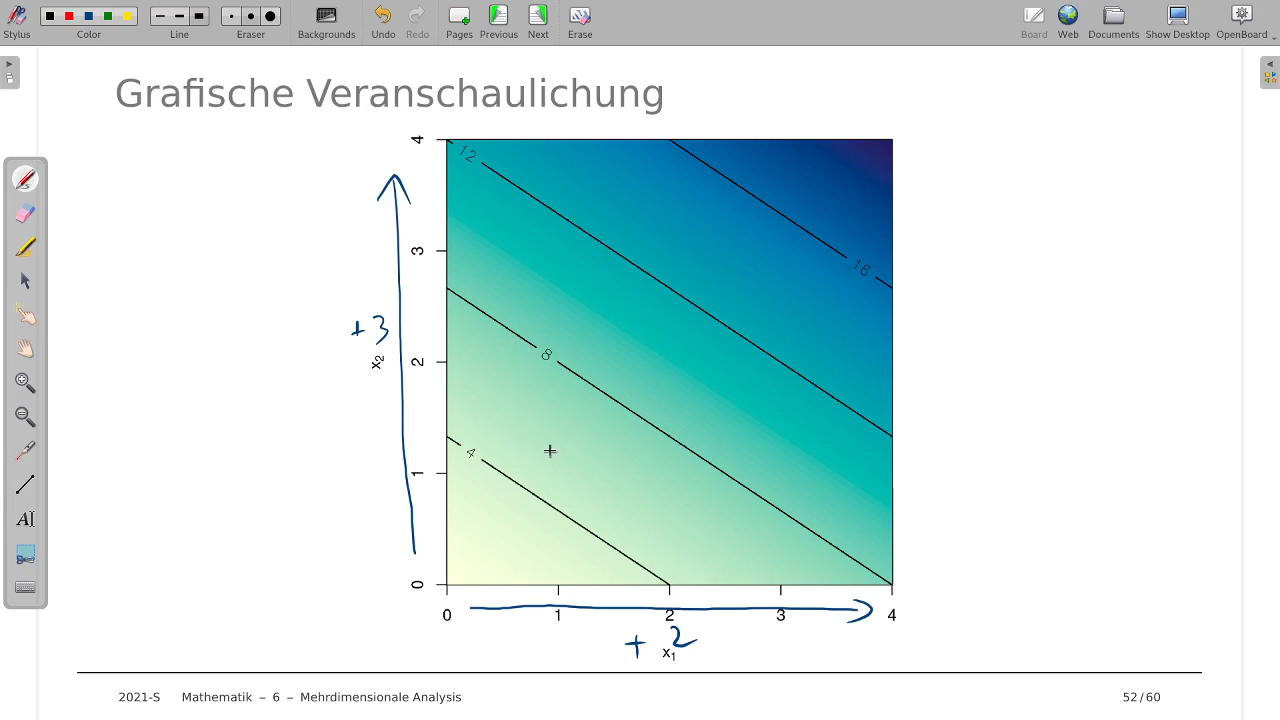 Stylus Color Line Eraser Backgrounds Undo Redo Pages Previous Next Erase Board Web Documents Show Desktop OpenBoard
Grafische Veranschaulichung
4
12
3
16
+3
x2
2
8
1
4
0
0 1 2 3 4
+ 2
x1
2021-S Mathematik – 6 – Mehrdimensionale Analysis 52/60